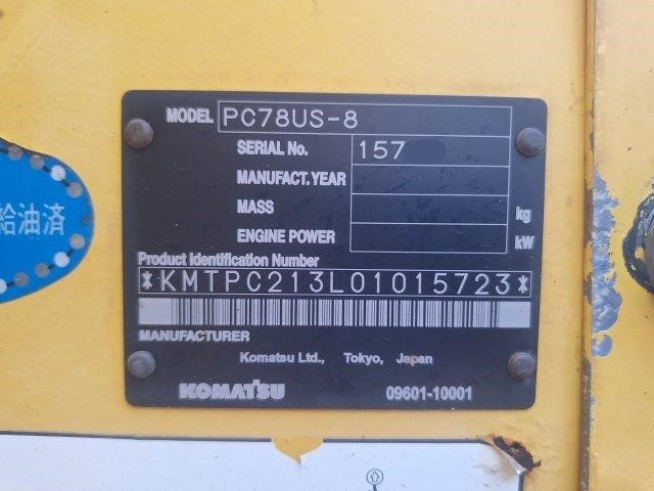 MODEL PC78US-8
SERIAL No. 157
MANUFACT. YEAR
MASS kg
ENGINE POWER kW
Product Identification Number
*KMTPC213L01015723*
MANUFACTURER
Komatsu Ltd., Tokyo, Japan
KOMATSU 09601-10001
給油済